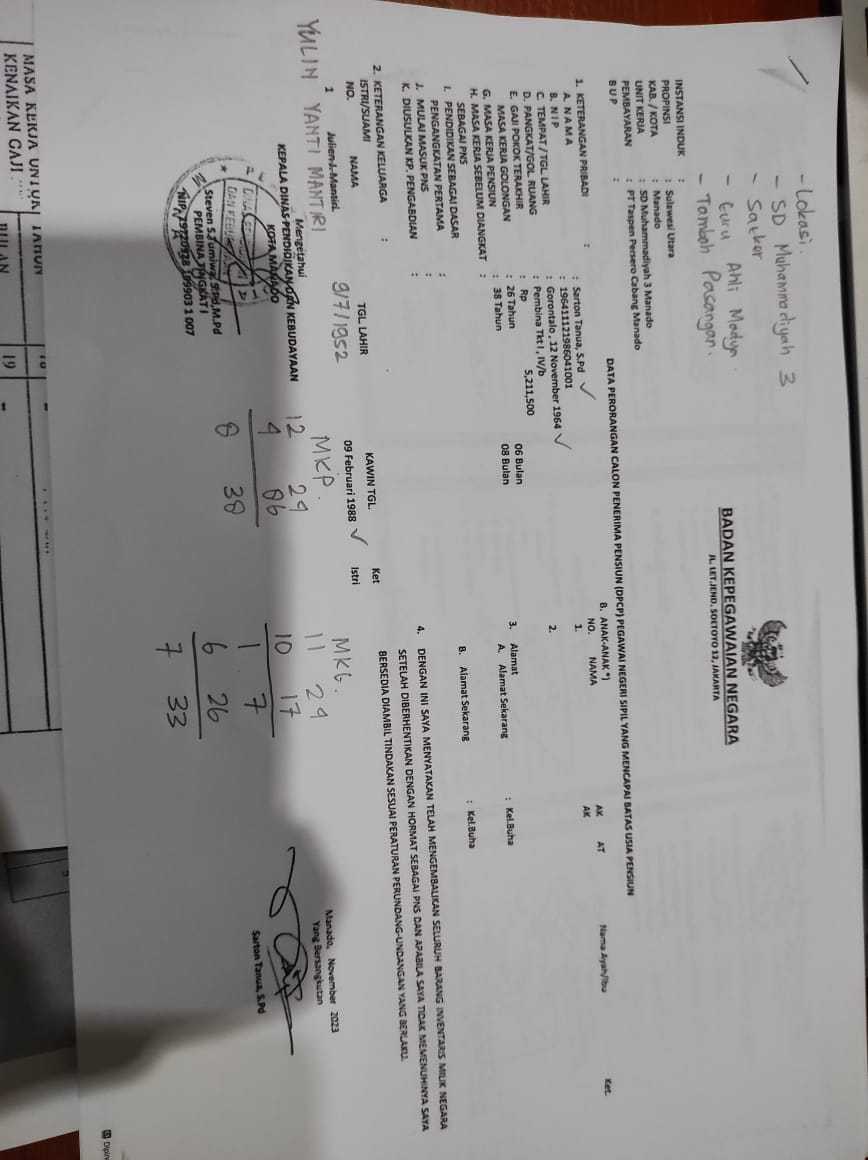 - Lokasi.
- SD Muhammadiyah 3
- Satker
- Guru Ahli Madya.
- Tambah Pasangan.
BADAN KEPEGAWAIAN NEGARA
JL. LET.JEND. SOETOYO 12, JAKARTA
DATA PERORANGAN CALON PENERIMA PENSIUN (DPCP) PEGAWAI NEGERI SIPIL YANG MENCAPAI BATAS USIA PENSIUN
INSTANSI INDUK :
PROPINSI : Sulawesi Utara
KAB. / KOTA : Manado
UNIT KERJA : SD Muhammadiyah 3 Manado
PEMBAYARAN : PT Taspen Persero Cabang Manado
B U P :
1. KETERANGAN PRIBADI :
A. N A M A : Sarton Tanua, S.Pd
B. N I P : 196411121986041001
C. TEMPAT / TGL. LAHIR : Gorontalo , 12 November 1964
D. PANGKAT/GOL. RUANG : Pembina Tkt I , IV/b
E. GAJI POKOK TERAKHIR : Rp 5,211,500
MASA KERJA GOLONGAN : 26 Tahun 06 Bulan
G. MASA KERJA PENSIUN : 38 Tahun 08 Bulan
H. MASA KERJA SEBELUM DIANGKAT :
SEBAGAI PNS
I. PENDIDIKAN SEBAGAI DASAR :
PENGANGKATAN PERTAMA
J. MULAI MASUK PNS :
K. DIUSULKAN KP. PENGABDIAN :
2. KETERANGAN KELUARGA :
ISTRI/SUAMI
NO. NAMA TGL LAHIR KAWIN TGL. Ket
1 Julien J. Mantiri. 09 Februari 1988 Istri
YULIN YANTI MANTIRI 9/7/1952
B. ANAK-ANAK *)
NO. NAMA AK AT Nama Ayah/Ibu Ket.
1. AK
2.
3. Alamat
A. Alamat Sekarang : Kel.Buha
B. Alamat Sekarang : Kel.Buha
4. DENGAN INI SAYA MENYATAKAN TELAH MENGEMBALIKAN SELURUH BARANG INVENTARIS MILIK NEGARA
SETELAH DIBERHENTIKAN DENGAN HORMAT SEBAGAI PNS DAN APABILA SAYA TIDAK MEMENUHINYA SAYA
BERSEDIA DIAMBIL TINDAKAN SESUAI PERATURAN PERUNDANG-UNDANGAN YANG BERLAKU.
Mengetahui
KEPALA DINAS PENDIDIKAN DAN KEBUDAYAAN
KOTA MANADO
Steven S.Tumiwa, S.Pd,M.Pd
PEMBINA TINGKAT I
MKP.
12 29
4 86
8 38
MKG.
11 29
10 17
1 7
6 26
7 33
Manado, November 2023
Yang Bersangkutan
Sarton Tanua, S.Pd
MASA KERJA UNTUK TAHUN
KENAIKAN GAJI
BULAN
19
-